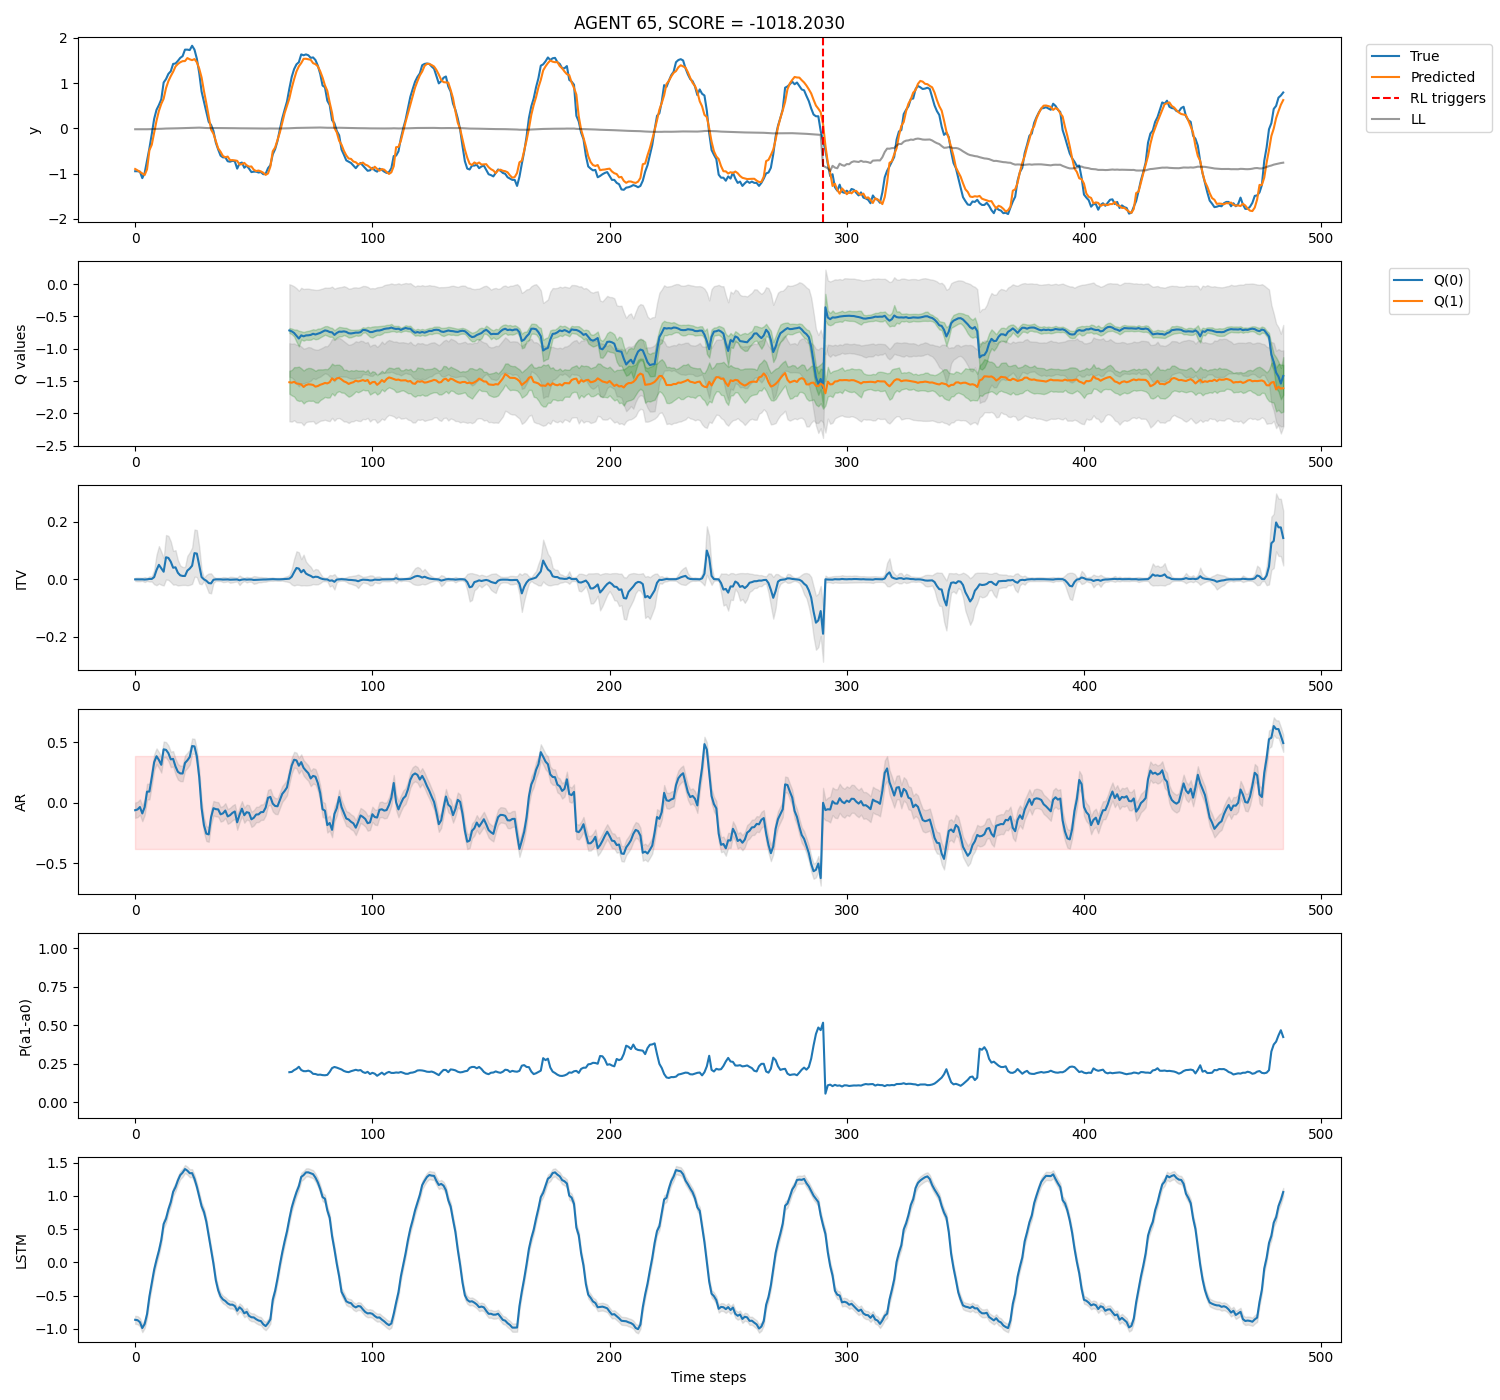 AGENT 65, SCORE = -1018.2030
y
2
1
0
−1
−2
0 100 200 300 400 500
True
Predicted
RL triggers
LL
Q values
0.0
−0.5
−1.0
−1.5
−2.0
−2.5
0 100 200 300 400 500
Q(0)
Q(1)
ITV
0.2
0.0
−0.2
0 100 200 300 400 500
AR
0.5
0.0
−0.5
0 100 200 300 400 500
P(a1-a0)
1.00
0.75
0.50
0.25
0.00
0 100 200 300 400 500
LSTM
1.5
1.0
0.5
0.0
−0.5
−1.0
0 100 200 300 400 500
Time steps